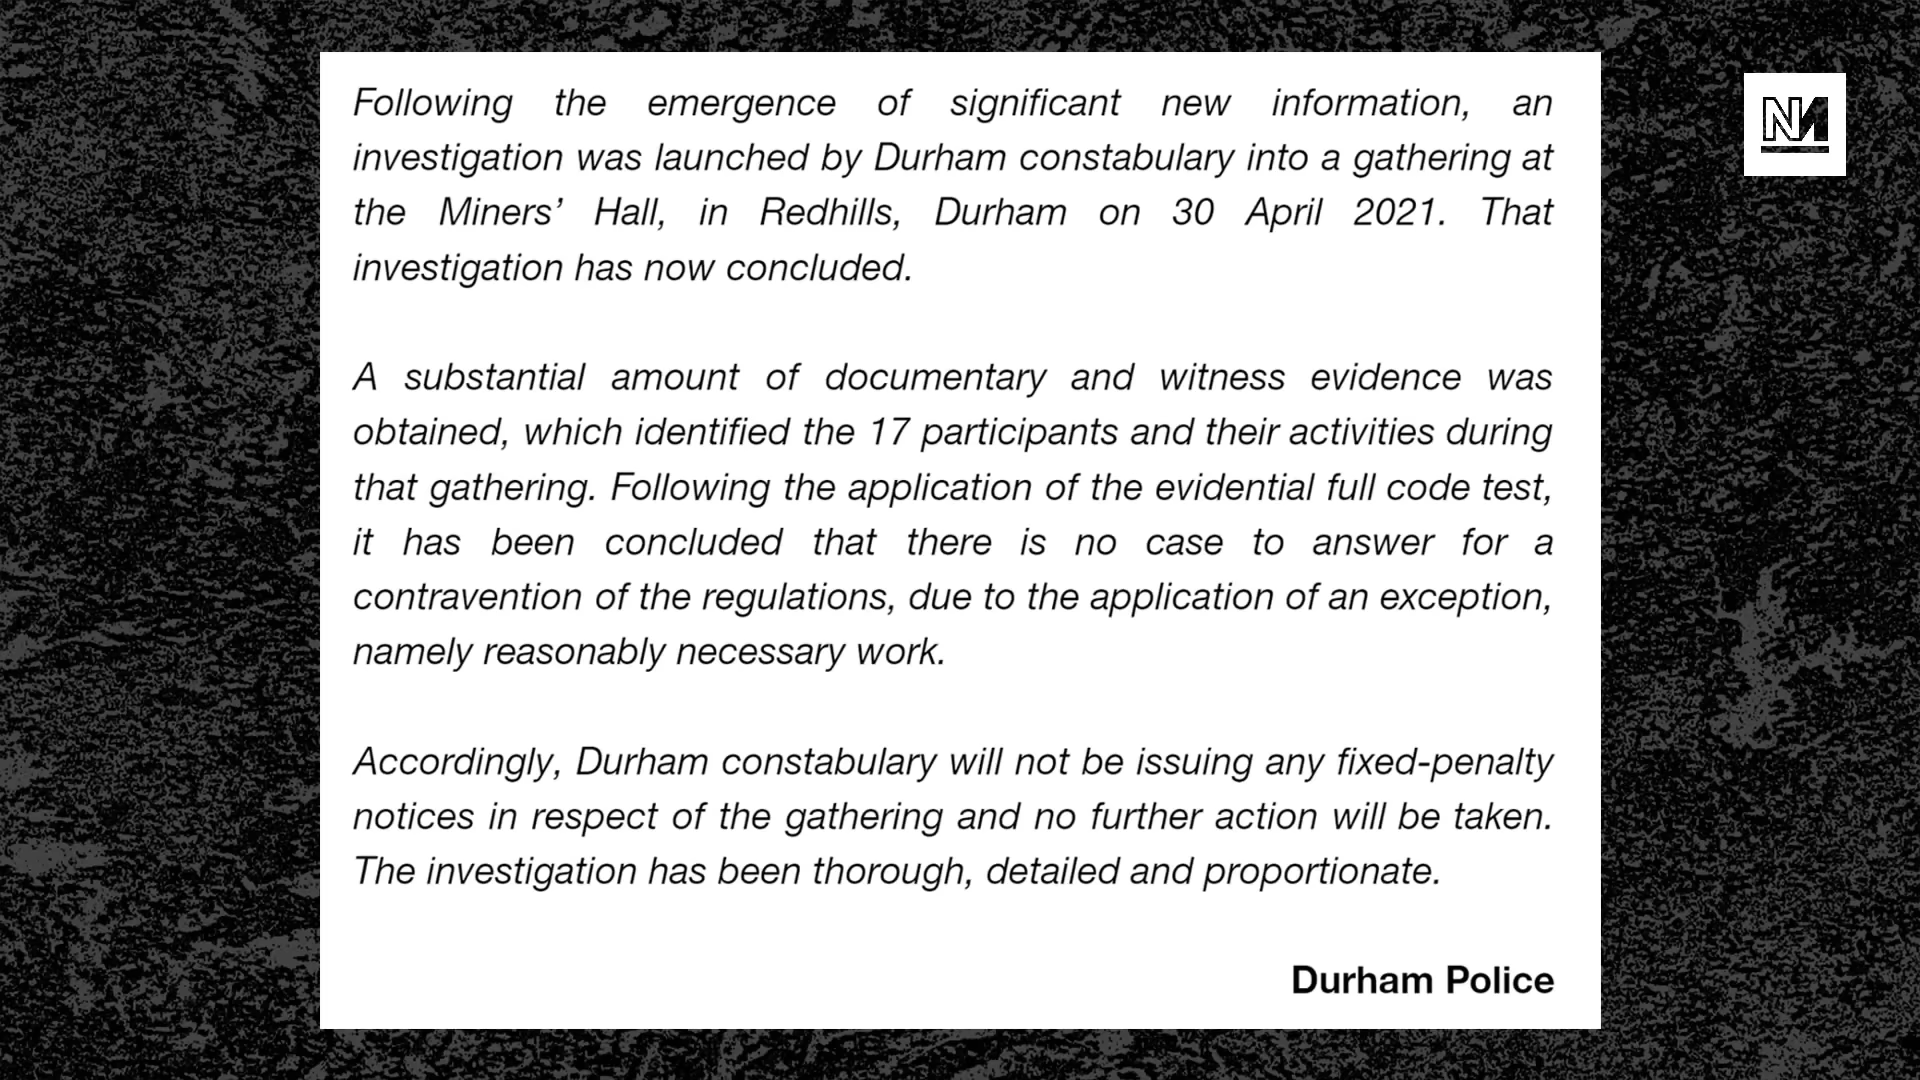 Following the emergence of significant new information, an
investigation was launched by Durham constabulary into a gathering at
the Miners’ Hall, in Redhills, Durham on 30 April 2021. That
investigation has now concluded.
A substantial amount of documentary and witness evidence was
obtained, which identified the 17 participants and their activities during
that gathering. Following the application of the evidential full code test,
it has been concluded that there is no case to answer for a
contravention of the regulations, due to the application of an exception,
namely reasonably necessary work.
Accordingly, Durham constabulary will not be issuing any fixed-penalty
notices in respect of the gathering and no further action will be taken.
The investigation has been thorough, detailed and proportionate.
Durham Police
NM